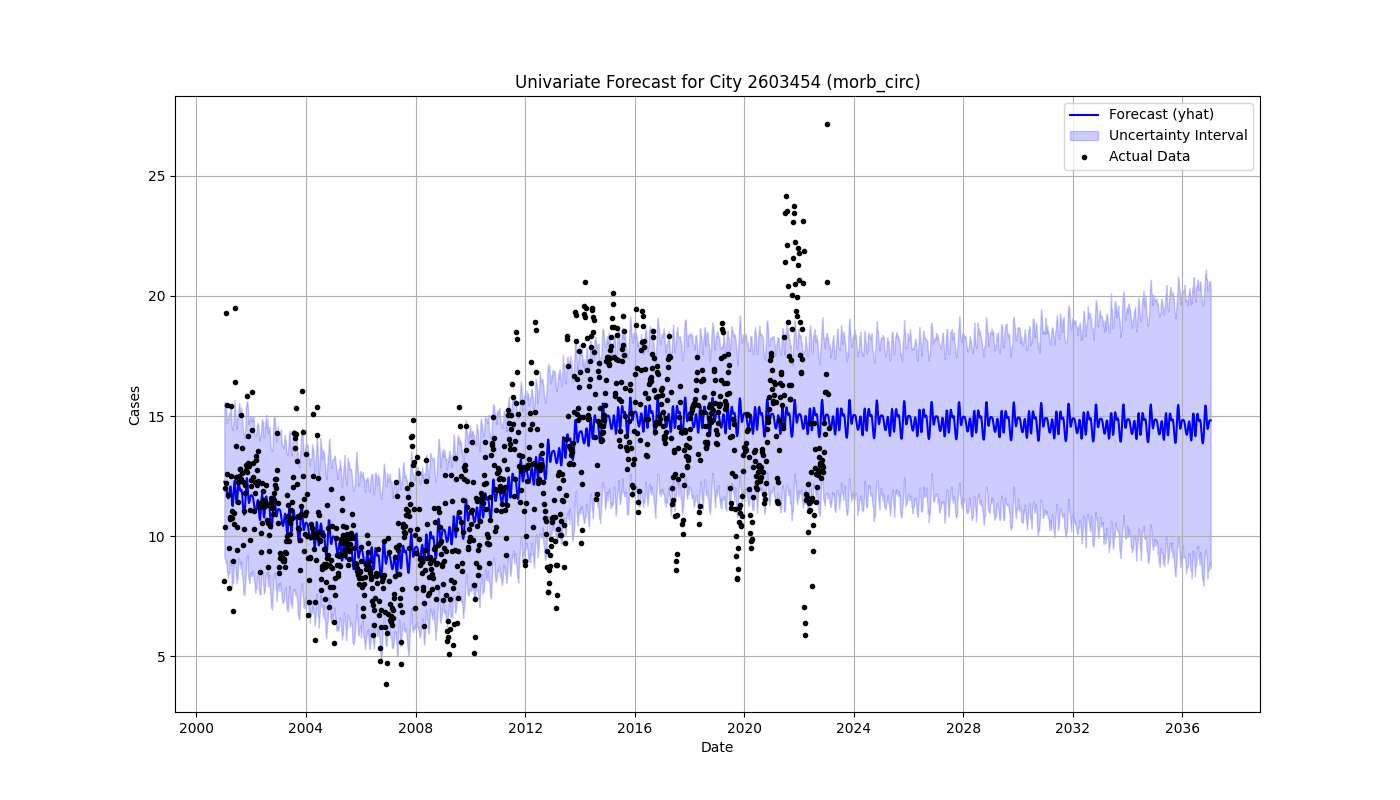 Univariate Forecast for City 2603454 (morb_circ)
Forecast (yhat)
Uncertainty Interval
Actual Data
Cases
25
20
15
10
5
2000 2004 2008 2012 2016 2020 2024 2028 2032 2036
Date